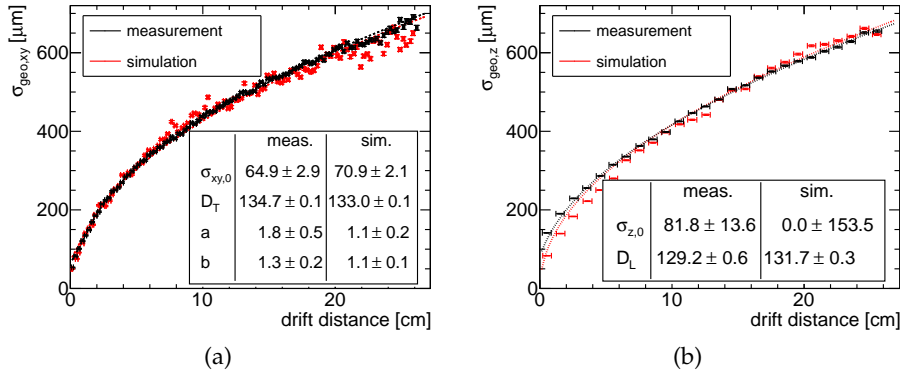 σgeo,xy [μm]
600
400
200
0
measurement
simulation
meas. sim.
σxy,0 64.9 ± 2.9 70.9 ± 2.1
DT 134.7 ± 0.1 133.0 ± 0.1
a 1.8 ± 0.5 1.1 ± 0.2
b 1.3 ± 0.2 1.1 ± 0.1
0 10 20
drift distance [cm]
(a)
σgeo,z [μm]
600
400
200
0
measurement
simulation
meas. sim.
σz,0 81.8 ± 13.6 0.0 ± 153.5
DL 129.2 ± 0.6 131.7 ± 0.3
0 10 20
drift distance [cm]
(b)